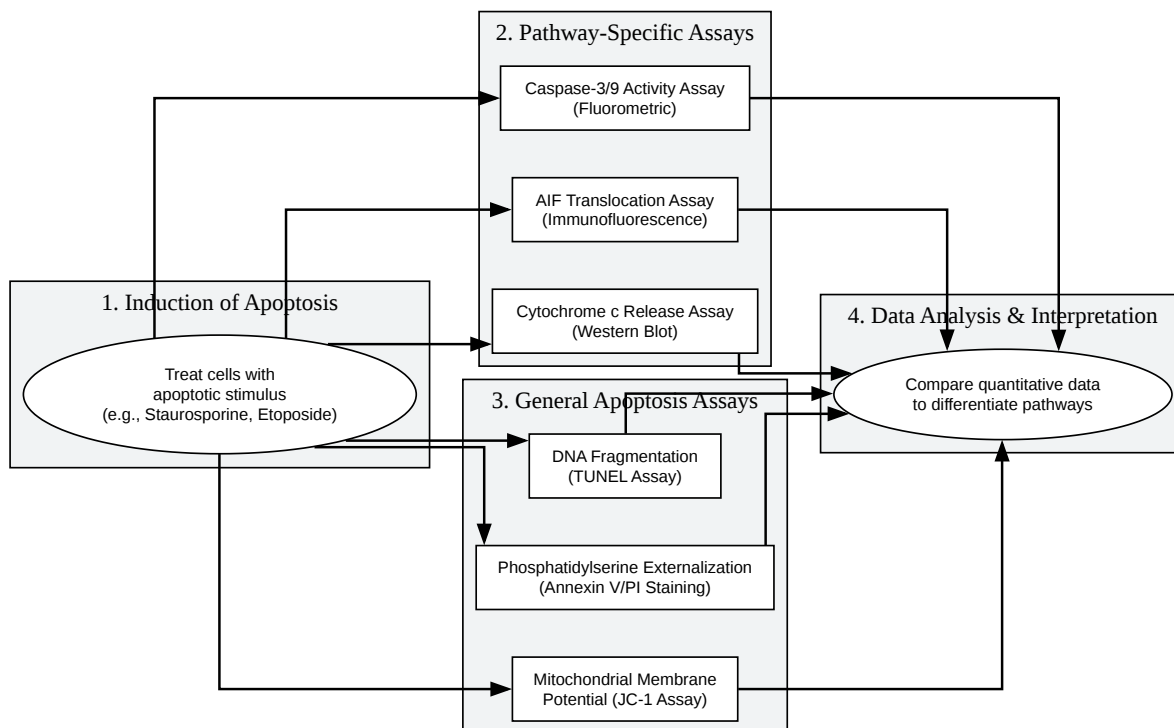 2. Pathway-Specific Assays
Caspase-3/9 Activity Assay
(Fluorometric)
AIF Translocation Assay
(Immunofluorescence)
Cytochrome c Release Assay
(Western Blot)
1. Induction of Apoptosis
Treat cells with
apoptotic stimulus
(e.g., Staurosporine, Etoposide)
3. General Apoptosis Assays
DNA Fragmentation
(TUNEL Assay)
Phosphatidylserine Externalization
(Annexin V/PI Staining)
Mitochondrial Membrane
Potential (JC-1 Assay)
4. Data Analysis & Interpretation
Compare quantitative data
to differentiate pathways